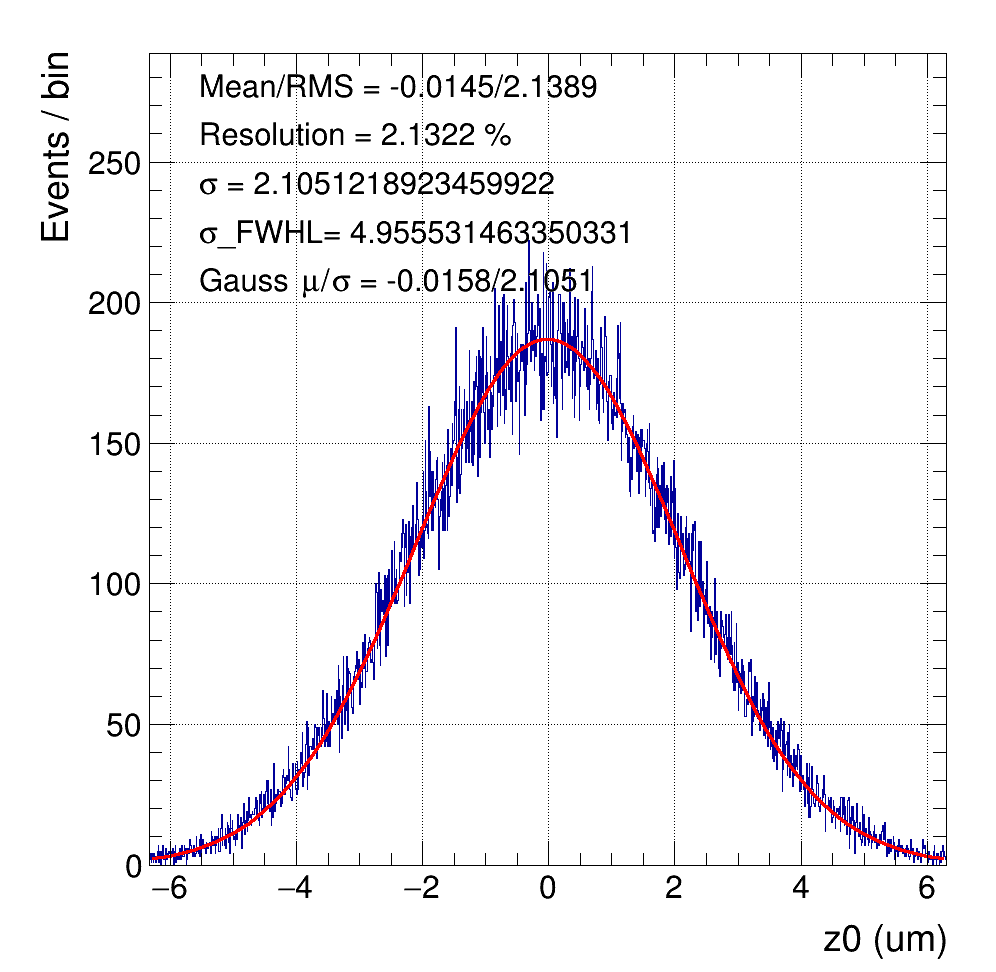 Events / bin
Mean/RMS = -0.0145/2.1389
Resolution = 2.1322 %
σ = 2.1051218923459922
σ_FWHL= 4.955531463350331
Gauss μ/σ = -0.0158/2.1051
250
200
150
100
50
0
−6 −4 −2 0 2 4 6
z0 (um)